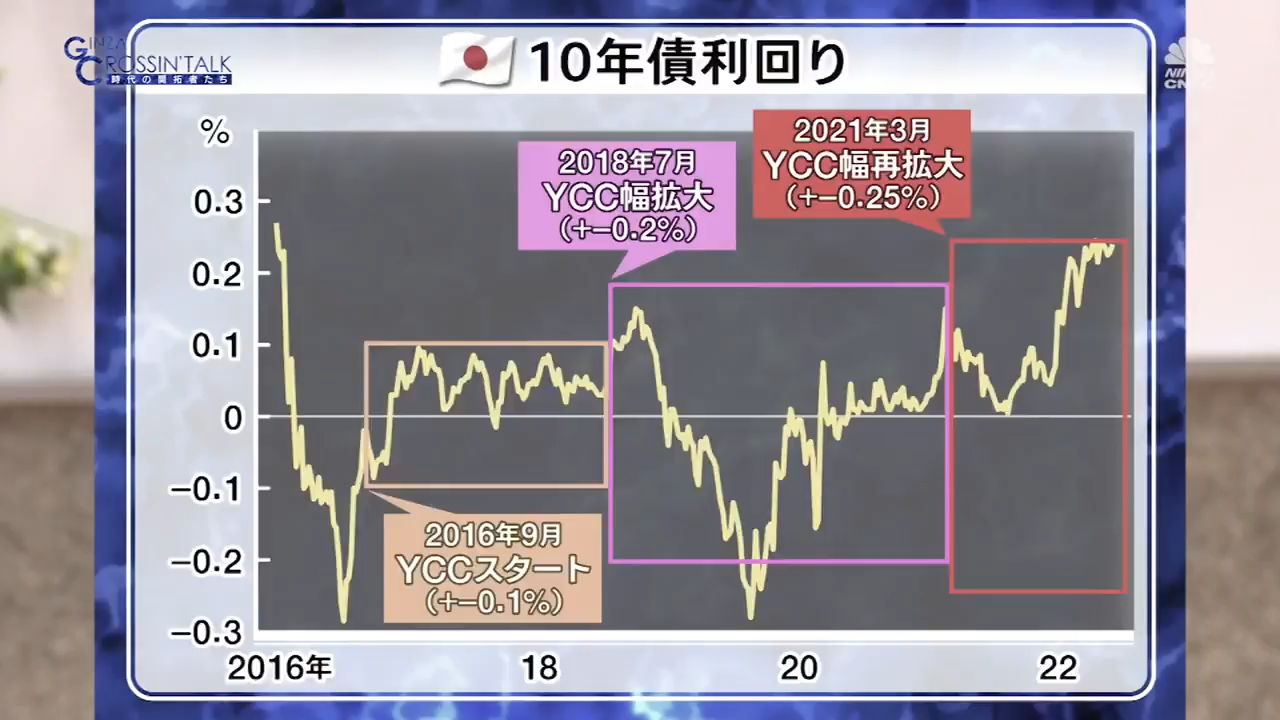 GINZA
CROSSIN'TALK
時代の開拓者たち
10年債利回り
NIKKEI
CNBC
%
0.3
0.2
0.1
0
−0.1
−0.2
−0.3
2021年3月
YCC幅再拡大
(+−0.25%)
2018年7月
YCC幅拡大
(+−0.2%)
2016年9月
YCCスタート
(+−0.1%)
2016年
18
20
22